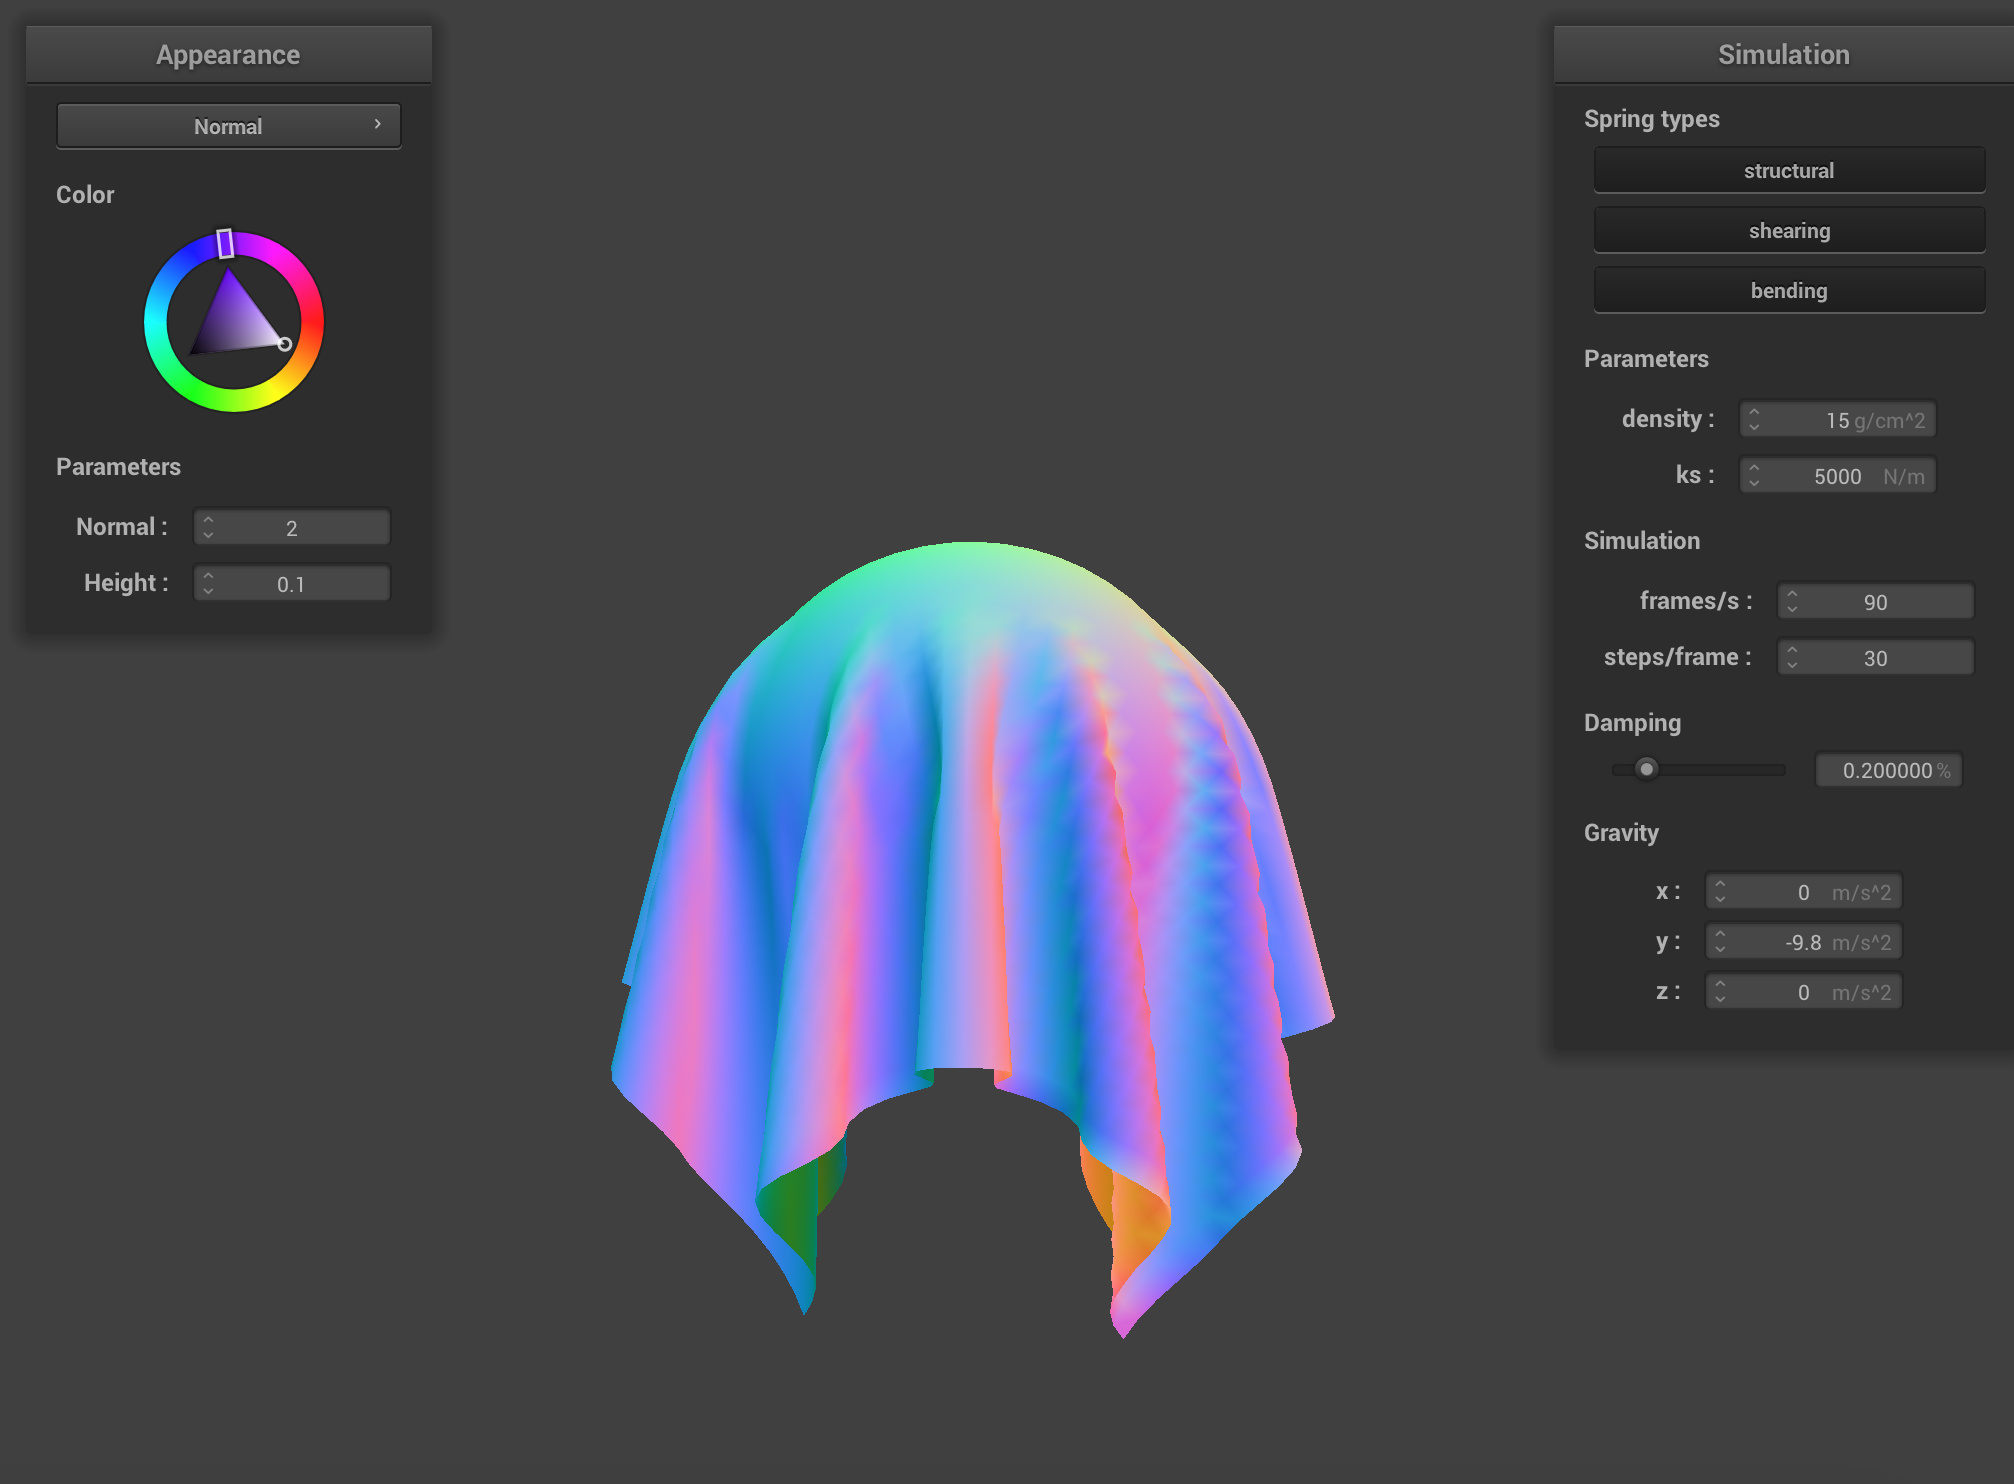 Appearance
Normal
Color
Parameters
Normal : 2
Height : 0.1
Simulation
Spring types
structural
shearing
bending
Parameters
density : 15 g/cm^2
ks : 5000 N/m
Simulation
frames/s : 90
steps/frame : 30
Damping
0.200000 %
Gravity
x : 0 m/s^2
y : -9.8 m/s^2
z : 0 m/s^2